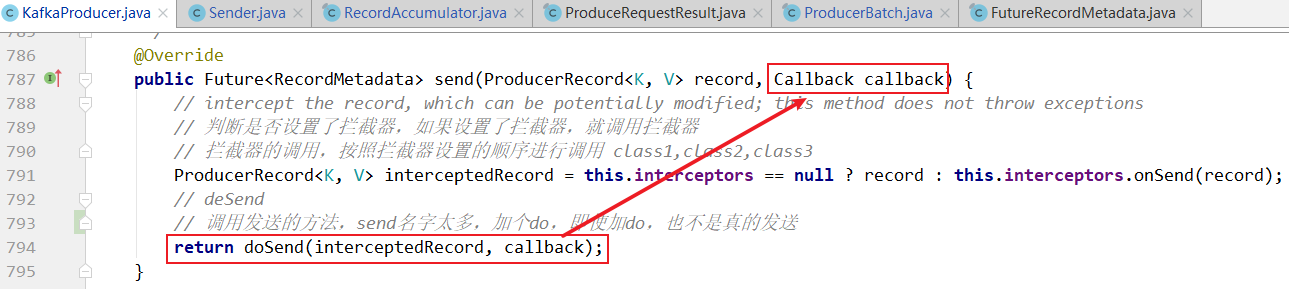 KafkaProducer.java × Sender.java × RecordAccumulator.java × ProduceRequestResult.java × ProducerBatch.java × FutureRecordMetadata.java ×
785 */
786 @Override
787 public Future<RecordMetadata> send(ProducerRecord<K, V> record, Callback callback) {
788 // intercept the record, which can be potentially modified; this method does not throw exceptions
789 // 判断是否设置了拦截器，如果设置了拦截器，就调用拦截器
790 // 拦截器的调用，按照拦截器设置的顺序进行调用 class1,class2,class3
791 ProducerRecord<K, V> interceptedRecord = this.interceptors == null ? record : this.interceptors.onSend(record);
792 // deSend
793 // 调用发送的方法，send名字太多，加个do，即使加do，也不是真的发送
794 return doSend(interceptedRecord, callback);
795 }